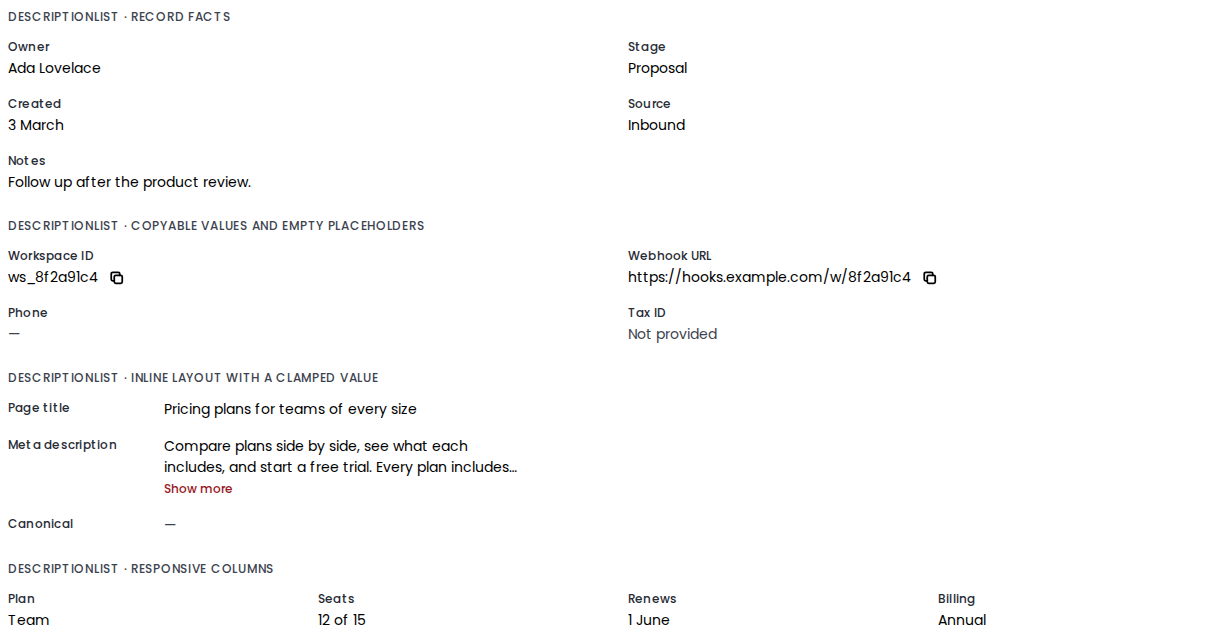 DESCRIPTIONLIST · RECORD FACTS
Owner
Stage
Ada Lovelace
Proposal
Created
Source
3 March
Inbound
Notes
Follow up after the product review.
DESCRIPTIONLIST · COPYABLE VALUES AND EMPTY PLACEHOLDERS
Workspace ID
Webhook URL
ws_8f2a91c4
https://hooks.example.com/w/8f2a91c4
Phone
Tax ID
—
Not provided
DESCRIPTIONLIST · INLINE LAYOUT WITH A CLAMPED VALUE
Page title
Pricing plans for teams of every size
Meta description
Compare plans side by side, see what each
includes, and start a free trial. Every plan includes…
Show more
Canonical
—
DESCRIPTIONLIST · RESPONSIVE COLUMNS
Plan
Seats
Renews
Billing
Team
12 of 15
1 June
Annual